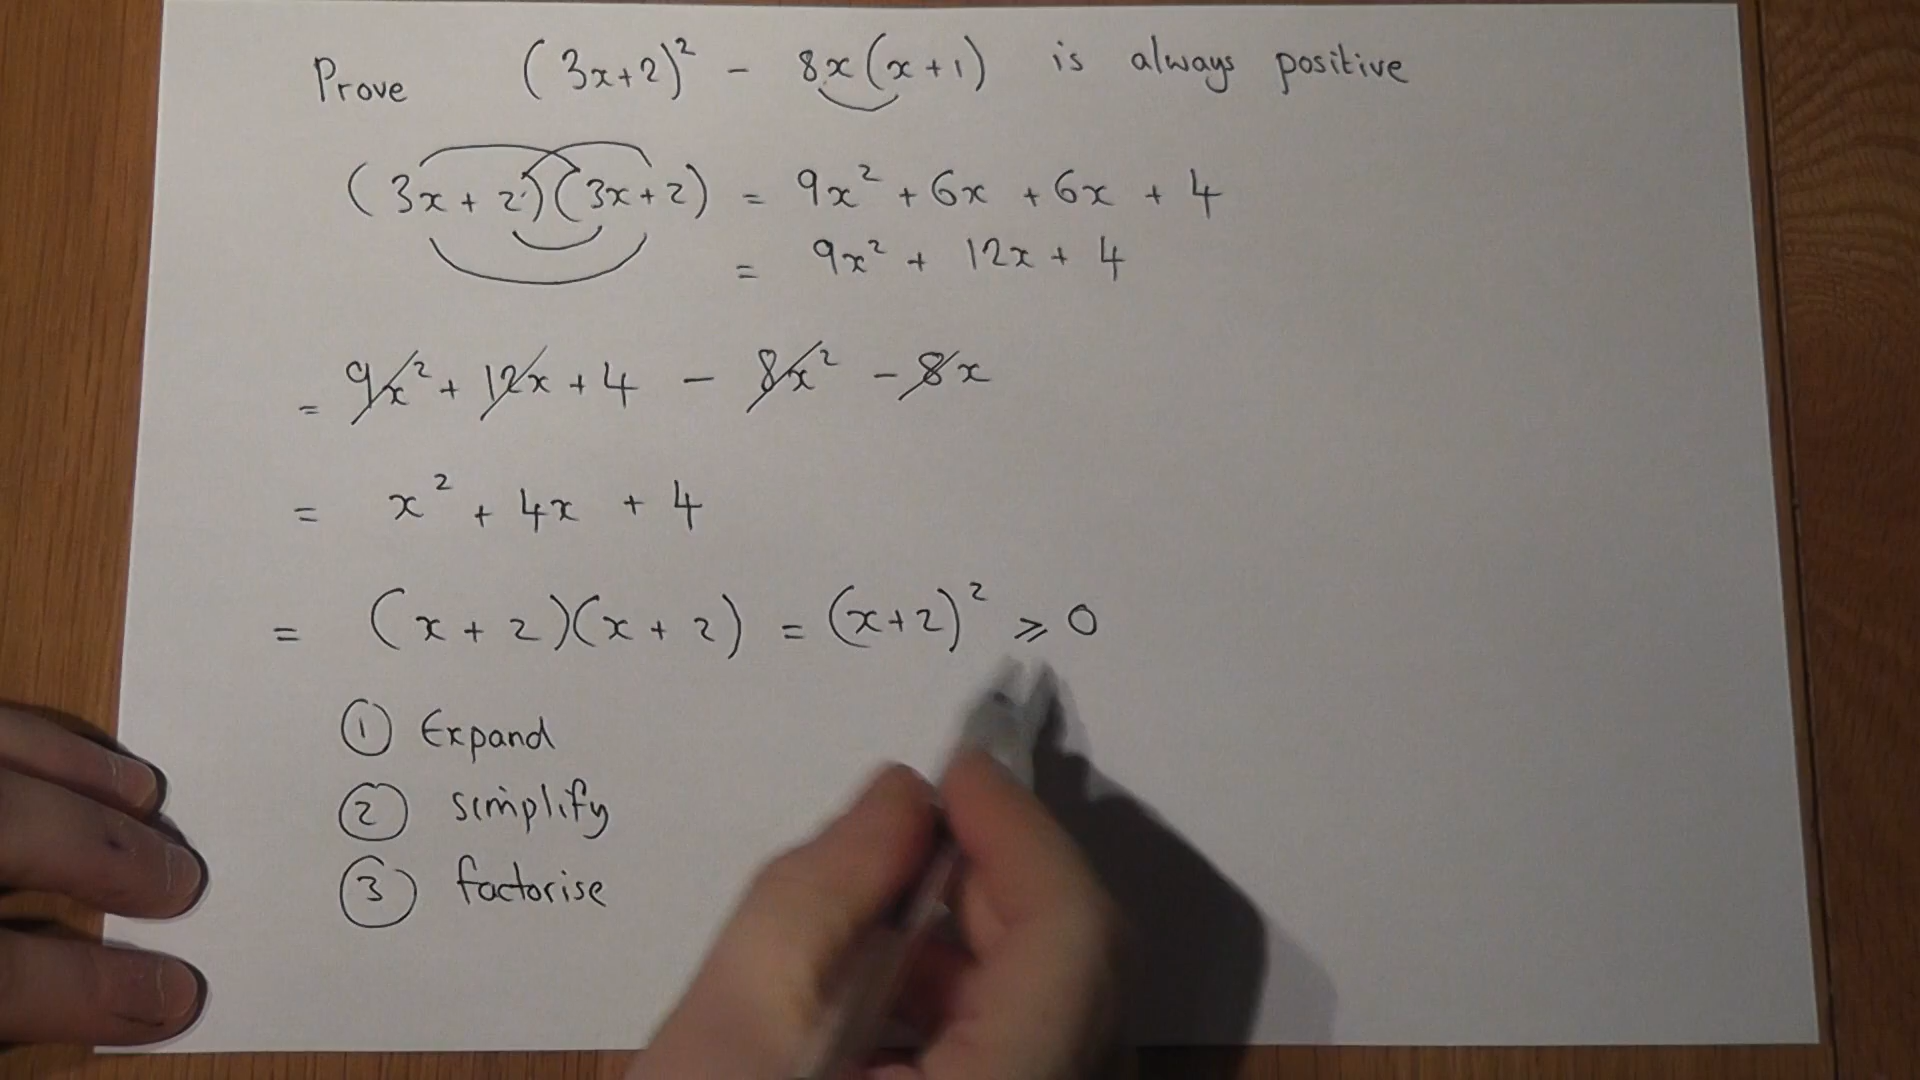 Prove (3x+2)² - 8x(x+1) is always positive
(3x+2)(3x+2) = 9x² + 6x + 6x + 4
= 9x² + 12x + 4
= 9x² + 12x + 4 - 8x² - 8x
= x² + 4x + 4
= (x+2)(x+2) = (x+2)² ⩾ 0
① Expand
② simplify
③ factorise